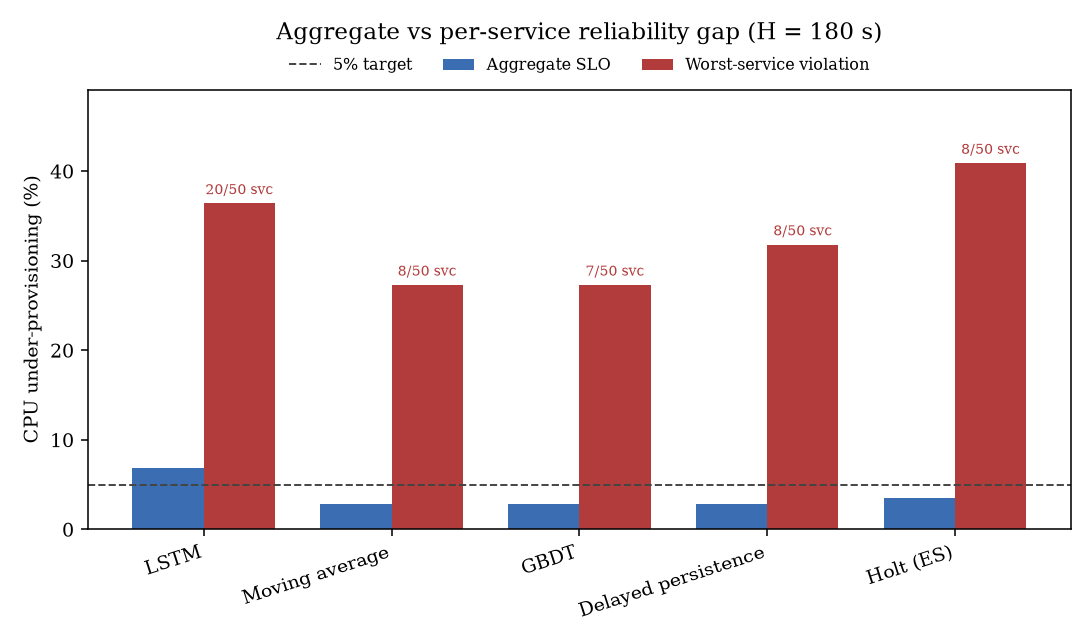 Aggregate vs per-service reliability gap (H = 180 s)
5% target
Aggregate SLO
Worst-service violation
CPU under-provisioning (%)
40
30
20
10
0
20/50 svc
8/50 svc
7/50 svc
8/50 svc
8/50 svc
LSTM
Moving average
GBDT
Delayed persistence
Holt (ES)